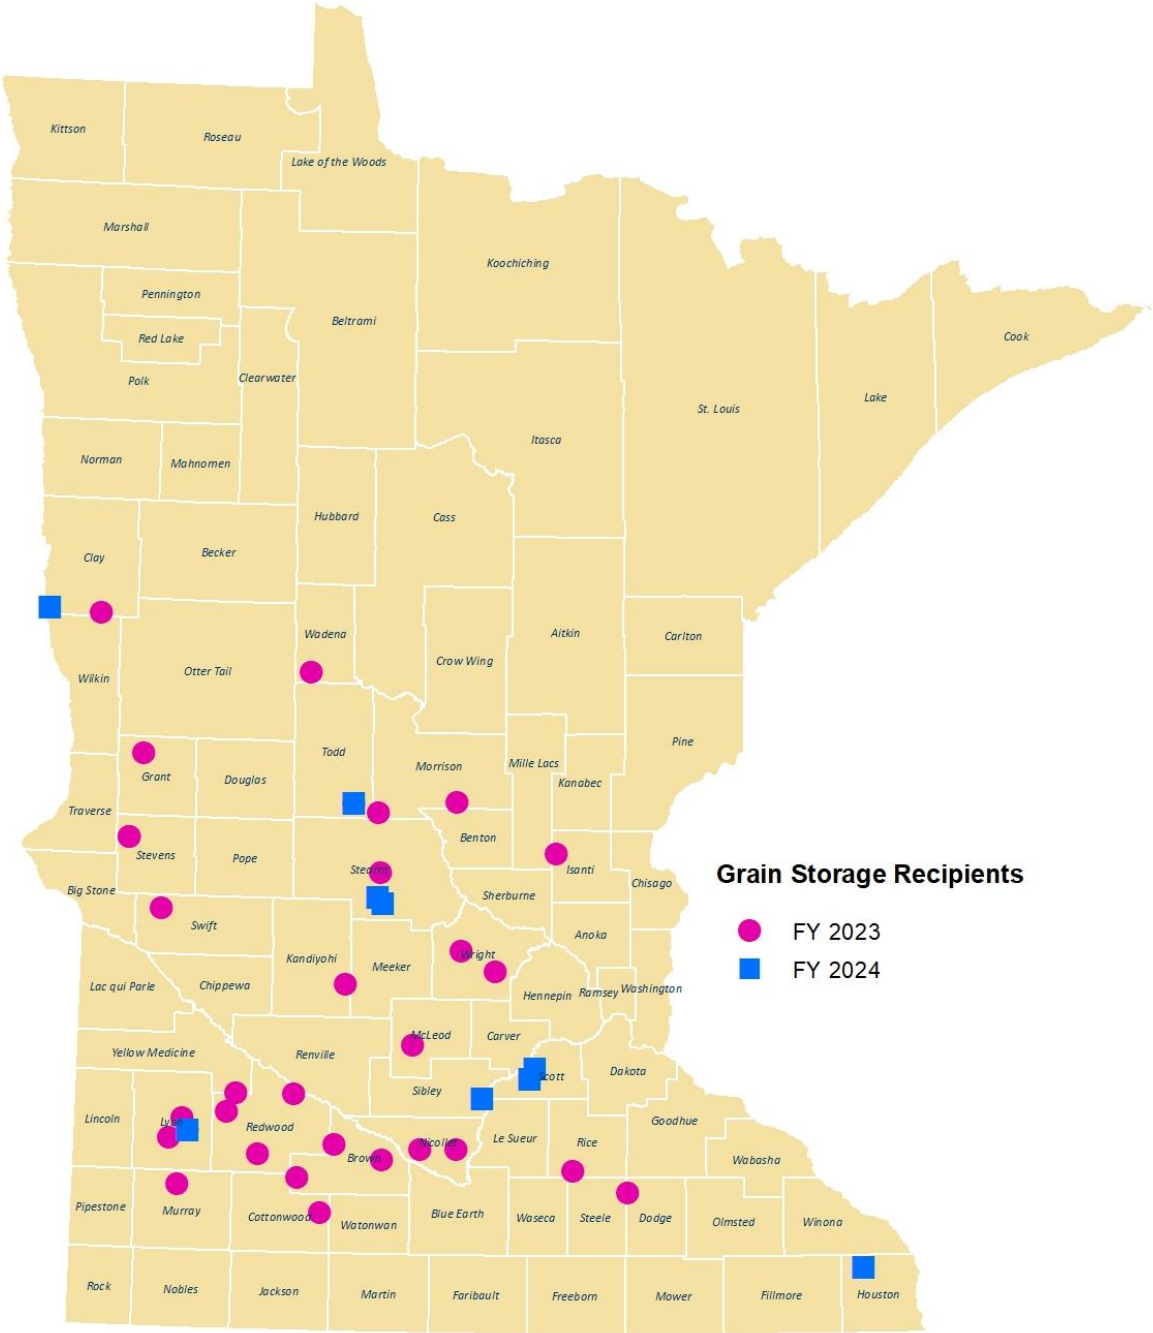 Kittson
Roseau
Lake of the Woods
Marshall
Koochiching
Pennington
Beltrami
Red Lake
Cook
Clearwater
Polk
Lake
St. Louis
Itasca
Norman
Mahnomen
Hubbard
Cass
Becker
Clay
Wadena
Aitkin
Carlton
Crow Wing
Otter Tail
Wilkin
Pine
Todd
Mille Lacs
Morrison
Grant
Douglas
Kanabec
Traverse
Benton
Stevens
Pope
Stearns
Isanti
Grain Storage Recipients
Chisago
Big Stone
Sherburne
Swift
FY 2023
Anoka
Wright
Kandiyohi
Meeker
FY 2024
Lac qui Parle
Chippewa
Hennepin
Ramsey
Washington
McLeod
Carver
Yellow Medicine
Renville
Dakota
Scott
Sibley
Lincoln
Lyon
Redwood
Goodhue
Nicollet
Le Sueur
Rice
Brown
Wabasha
Pipestone
Murray
Cottonwood
Watonwan
Blue Earth
Waseca
Steele
Dodge
Olmsted
Winona
Rock
Nobles
Jackson
Martin
Faribault
Freeborn
Mower
Fillmore
Houston